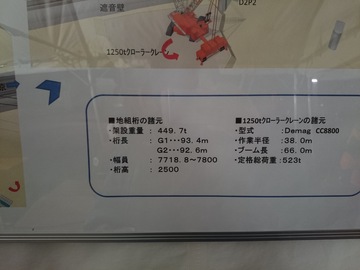 遮音壁
D2P2
1250tクローラークレーン
■地組桁の諸元
・架設重量 : 449.7t
・桁長 : G1･･･93.4m
G2･･･92.6m
・幅員 : 7718.8~7800
・桁高 : 2500
■1250tクローラークレーンの諸元
・型式 :Demag CC8800
・作業半径 :38.0m
・ブーム長 :66.0m
・定格総荷重:523t